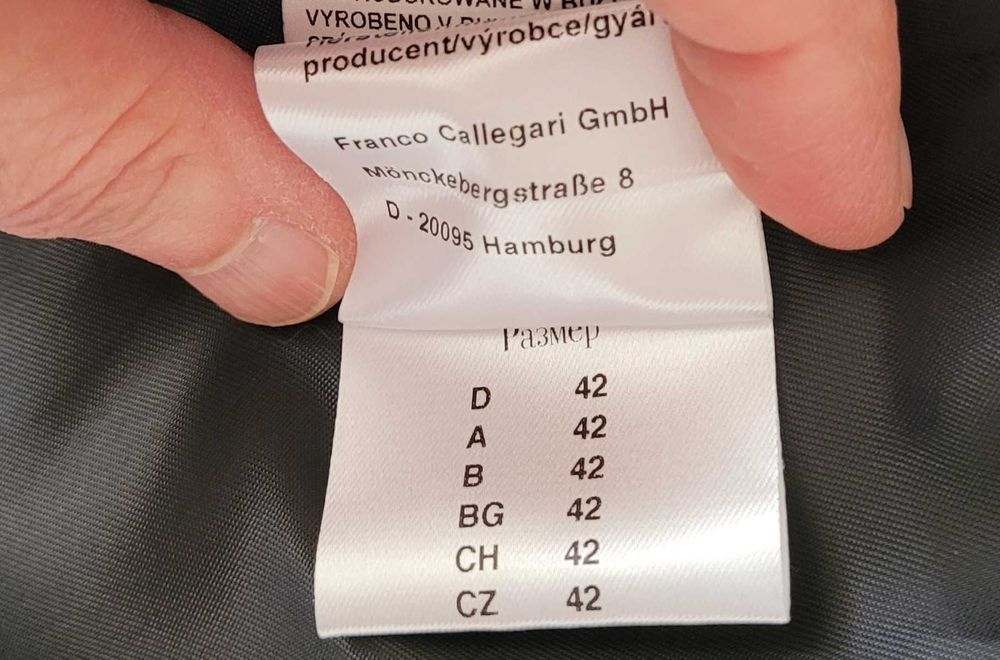 VYROBENO V
producent/výrobce/gyár
Franco Callegari GmbH
Mönckebergstraße 8
D - 20095 Hamburg
Размер
D 42
A 42
B 42
BG 42
CH 42
CZ 42